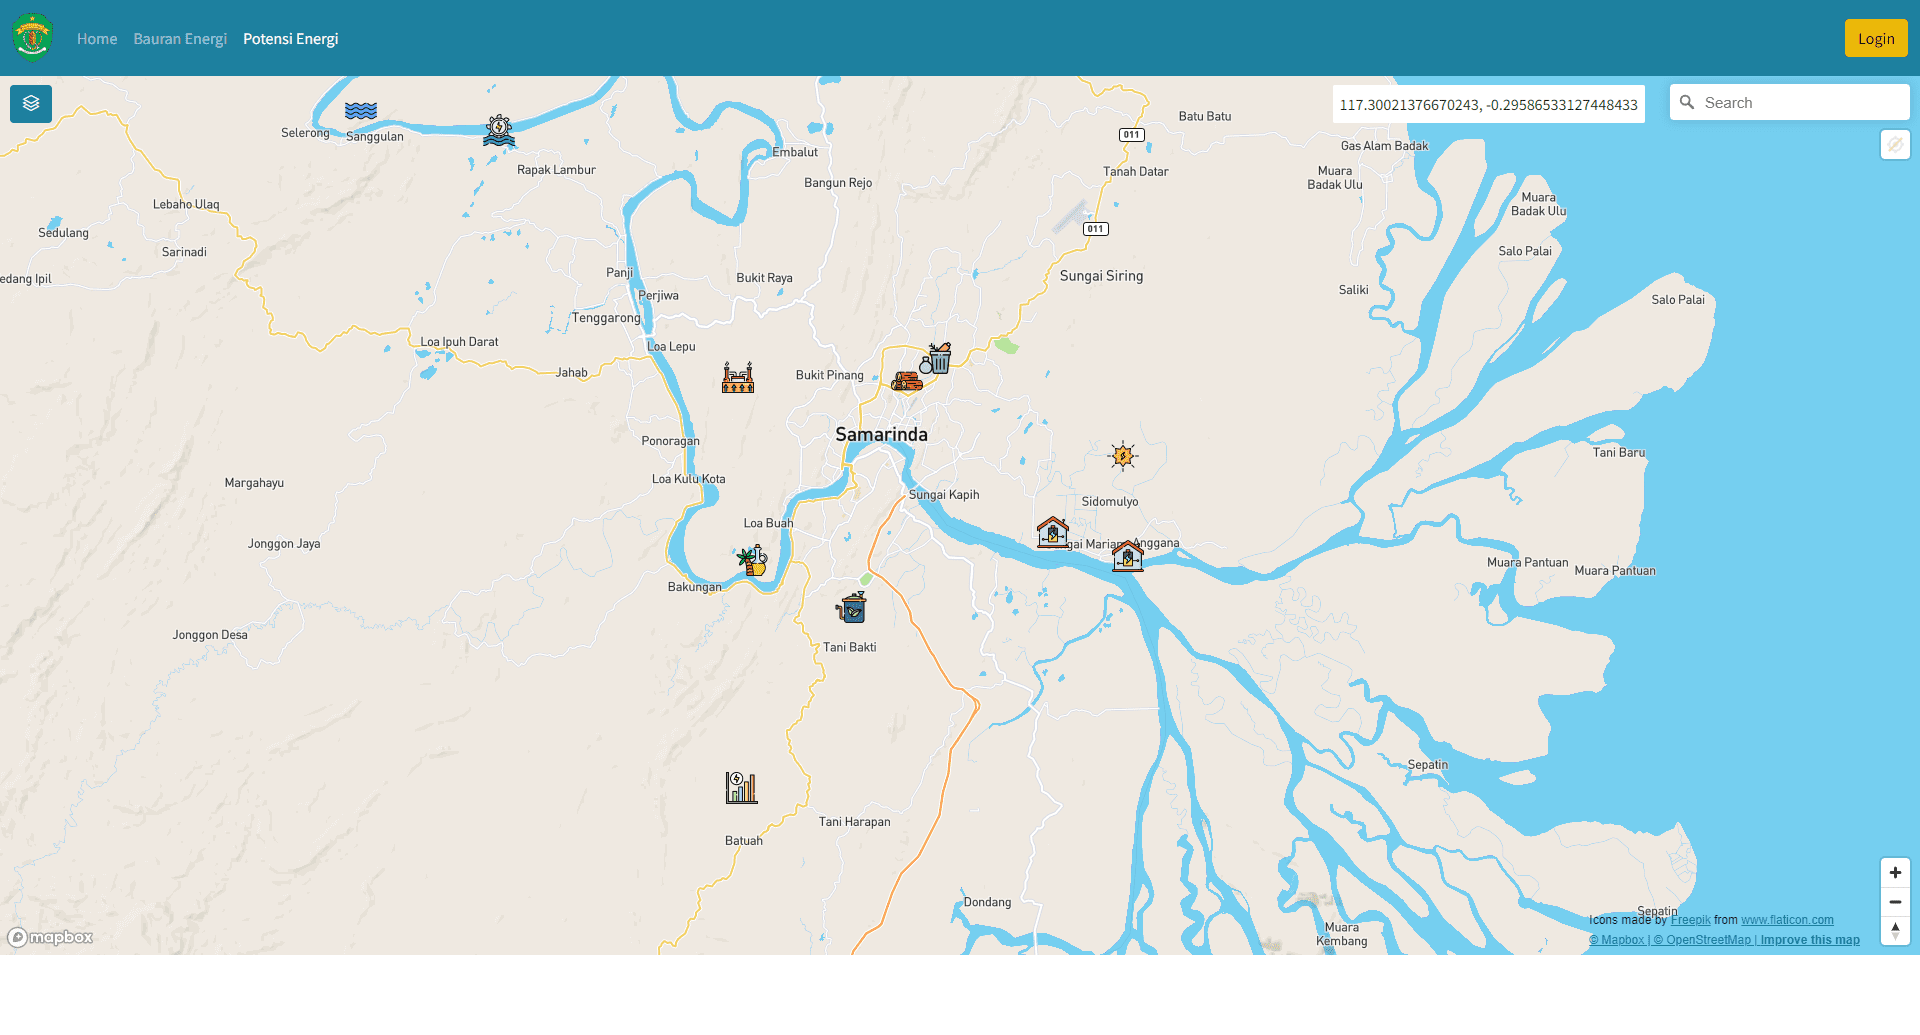 Home Bauran Energi Potensi Energi
Login
117.30021376670243, -0.29586533127448433
Search
Selerong
Sanggulan
Batu Batu
011
Gas Alam Badak
Embalut
Rapak Lambur
Bangun Rejo
Tanah Datar
Muara
Badak Ulu
Muara
Badak Ulu
Lebaho Ulaq
Sedulang
Sarinadi
011
Salo Palai
edang Ipil
Panji
Bukit Raya
Sungai Siring
Perjiwa
Saliki
Salo Palai
Tenggarong
Loa Ipuh Darat
Loa Lepu
Jahab
Bukit Pinang
Samarinda
Ponoragan
Tani Baru
Margahayu
Loa Kulu Kota
Sungai Kapih
Sidomulyo
Loa Buah
Jonggon Jaya
gai Maria
Anggana
Muara Pantuan
Muara Pantuan
Bakungan
Jonggon Desa
Tani Bakti
Sepatin
Tani Harapan
Batuah
Dondang
Sepatin
Icons made by Freepik from www.flaticon.com
Muara
Kembang
mapbox
© Mapbox | © OpenStreetMap | Improve this map